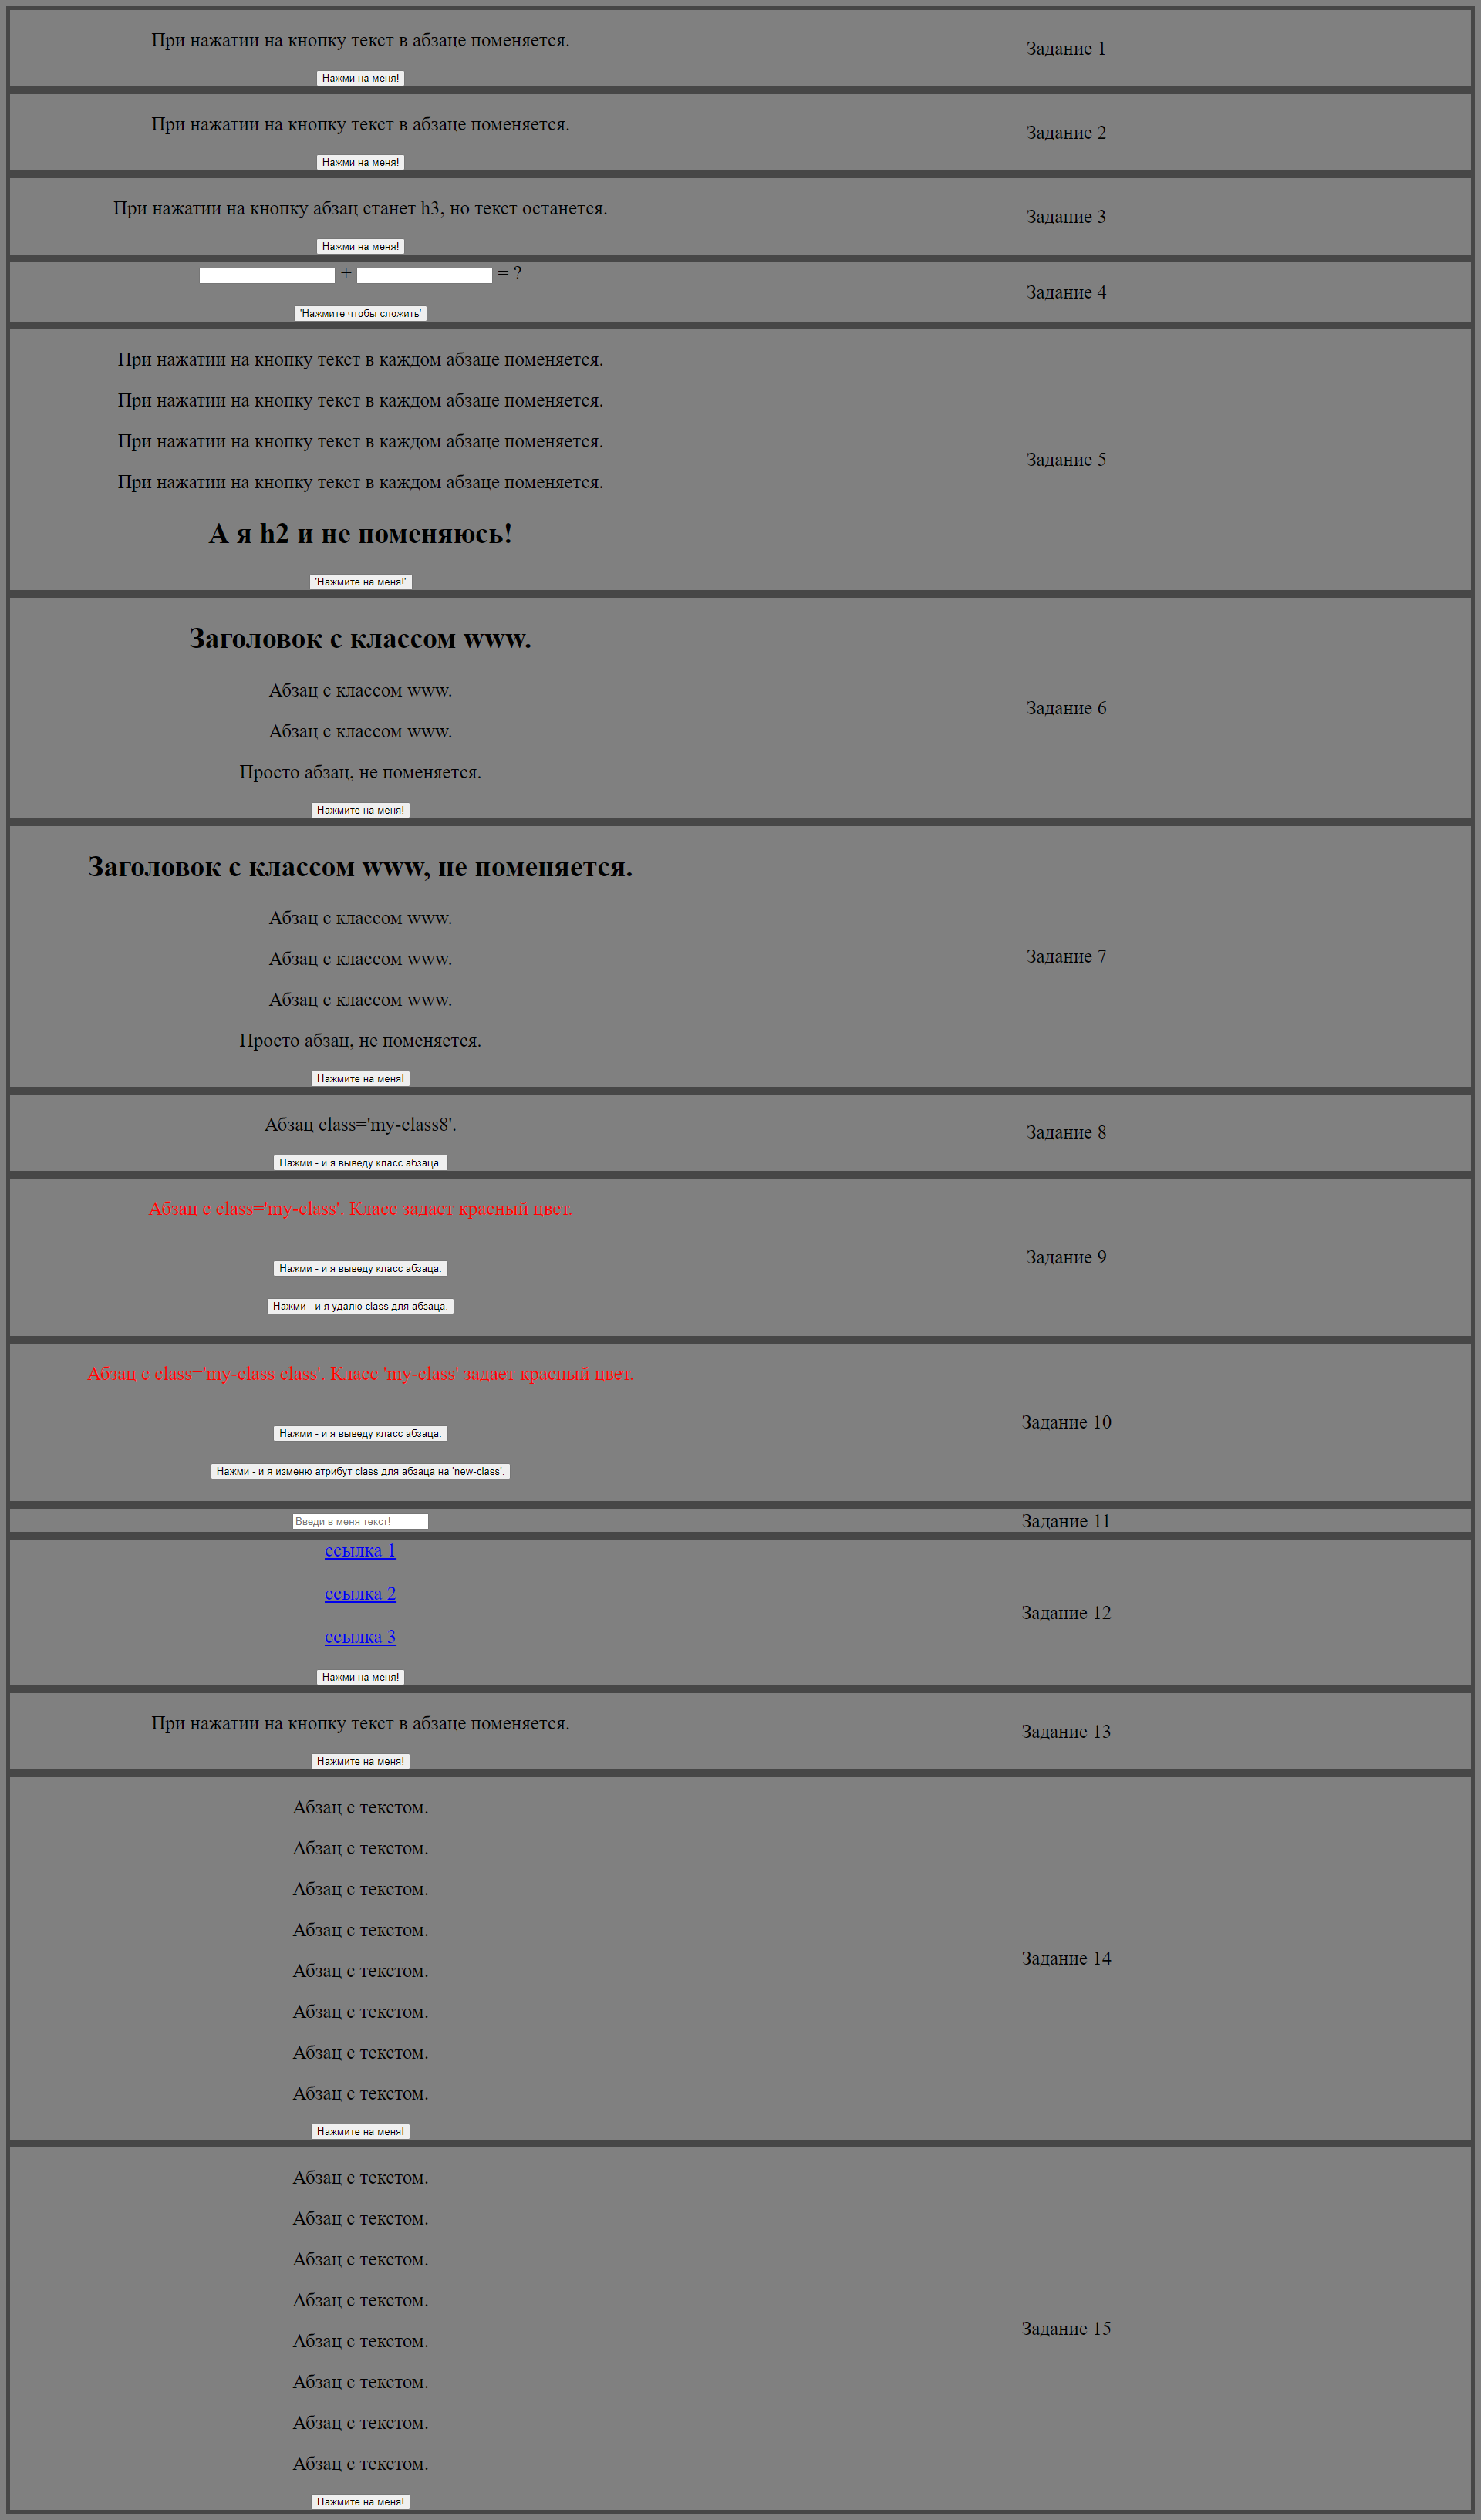 При нажатии на кнопку текст в абзаце поменяется.
Нажми на меня!
Задание 1
При нажатии на кнопку текст в абзаце поменяется.
Нажми на меня!
Задание 2
При нажатии на кнопку абзац станет h3, но текст останется.
Нажми на меня!
Задание 3
+ = ?
'Нажмите чтобы сложить'
Задание 4
При нажатии на кнопку текст в каждом абзаце поменяется.
При нажатии на кнопку текст в каждом абзаце поменяется.
При нажатии на кнопку текст в каждом абзаце поменяется.
При нажатии на кнопку текст в каждом абзаце поменяется.
А я h2 и не поменяюсь!
'Нажмите на меня!'
Задание 5
Заголовок с классом www.
Абзац с классом www.
Абзац с классом www.
Просто абзац, не поменяется.
Нажмите на меня!
Задание 6
Заголовок с классом www, не поменяется.
Абзац с классом www.
Абзац с классом www.
Абзац с классом www.
Просто абзац, не поменяется.
Нажмите на меня!
Задание 7
Абзац class='my-class8'.
Нажми - и я выведу класс абзаца.
Задание 8
Абзац с class='my-class'. Класс задает красный цвет.
Нажми - и я выведу класс абзаца.
Нажми - и я удалю class для абзаца.
Задание 9
Абзац с class='my-class class'. Класс 'my-class' задает красный цвет.
Нажми - и я выведу класс абзаца.
Нажми - и я изменю атрибут class для абзаца на 'new-class'.
Задание 10
Введи в меня текст!
Задание 11
ссылка 1
ссылка 2
ссылка 3
Нажми на меня!
Задание 12
При нажатии на кнопку текст в абзаце поменяется.
Нажмите на меня!
Задание 13
Абзац с текстом.
Абзац с текстом.
Абзац с текстом.
Абзац с текстом.
Абзац с текстом.
Абзац с текстом.
Абзац с текстом.
Абзац с текстом.
Нажмите на меня!
Задание 14
Абзац с текстом.
Абзац с текстом.
Абзац с текстом.
Абзац с текстом.
Абзац с текстом.
Абзац с текстом.
Абзац с текстом.
Абзац с текстом.
Нажмите на меня!
Задание 15